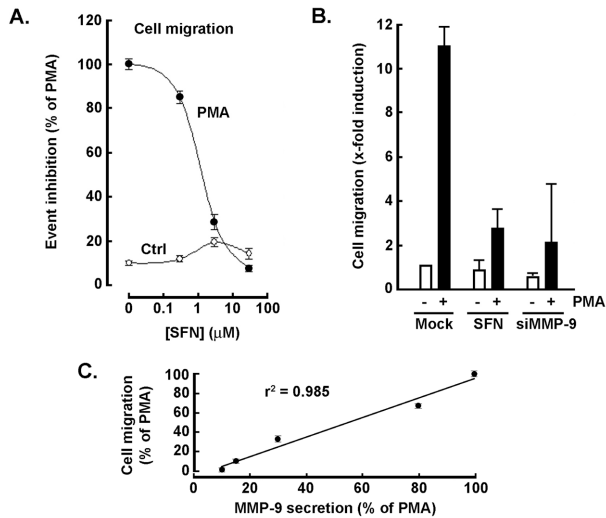 A.
Cell migration
Event inhibition (% of PMA)
120
100
80
60
40
20
0
PMA
Ctrl
0 0.1 1 10 100
[SFN] (μM)
B.
Cell migration (x-fold induction)
12
10
8
6
4
2
0
- + - + - + PMA
Mock SFN siMMP-9
C.
Cell migration
(% of PMA)
100
80
60
40
20
0
r² = 0.985
20 40 60 80 100
MMP-9 secretion (% of PMA)